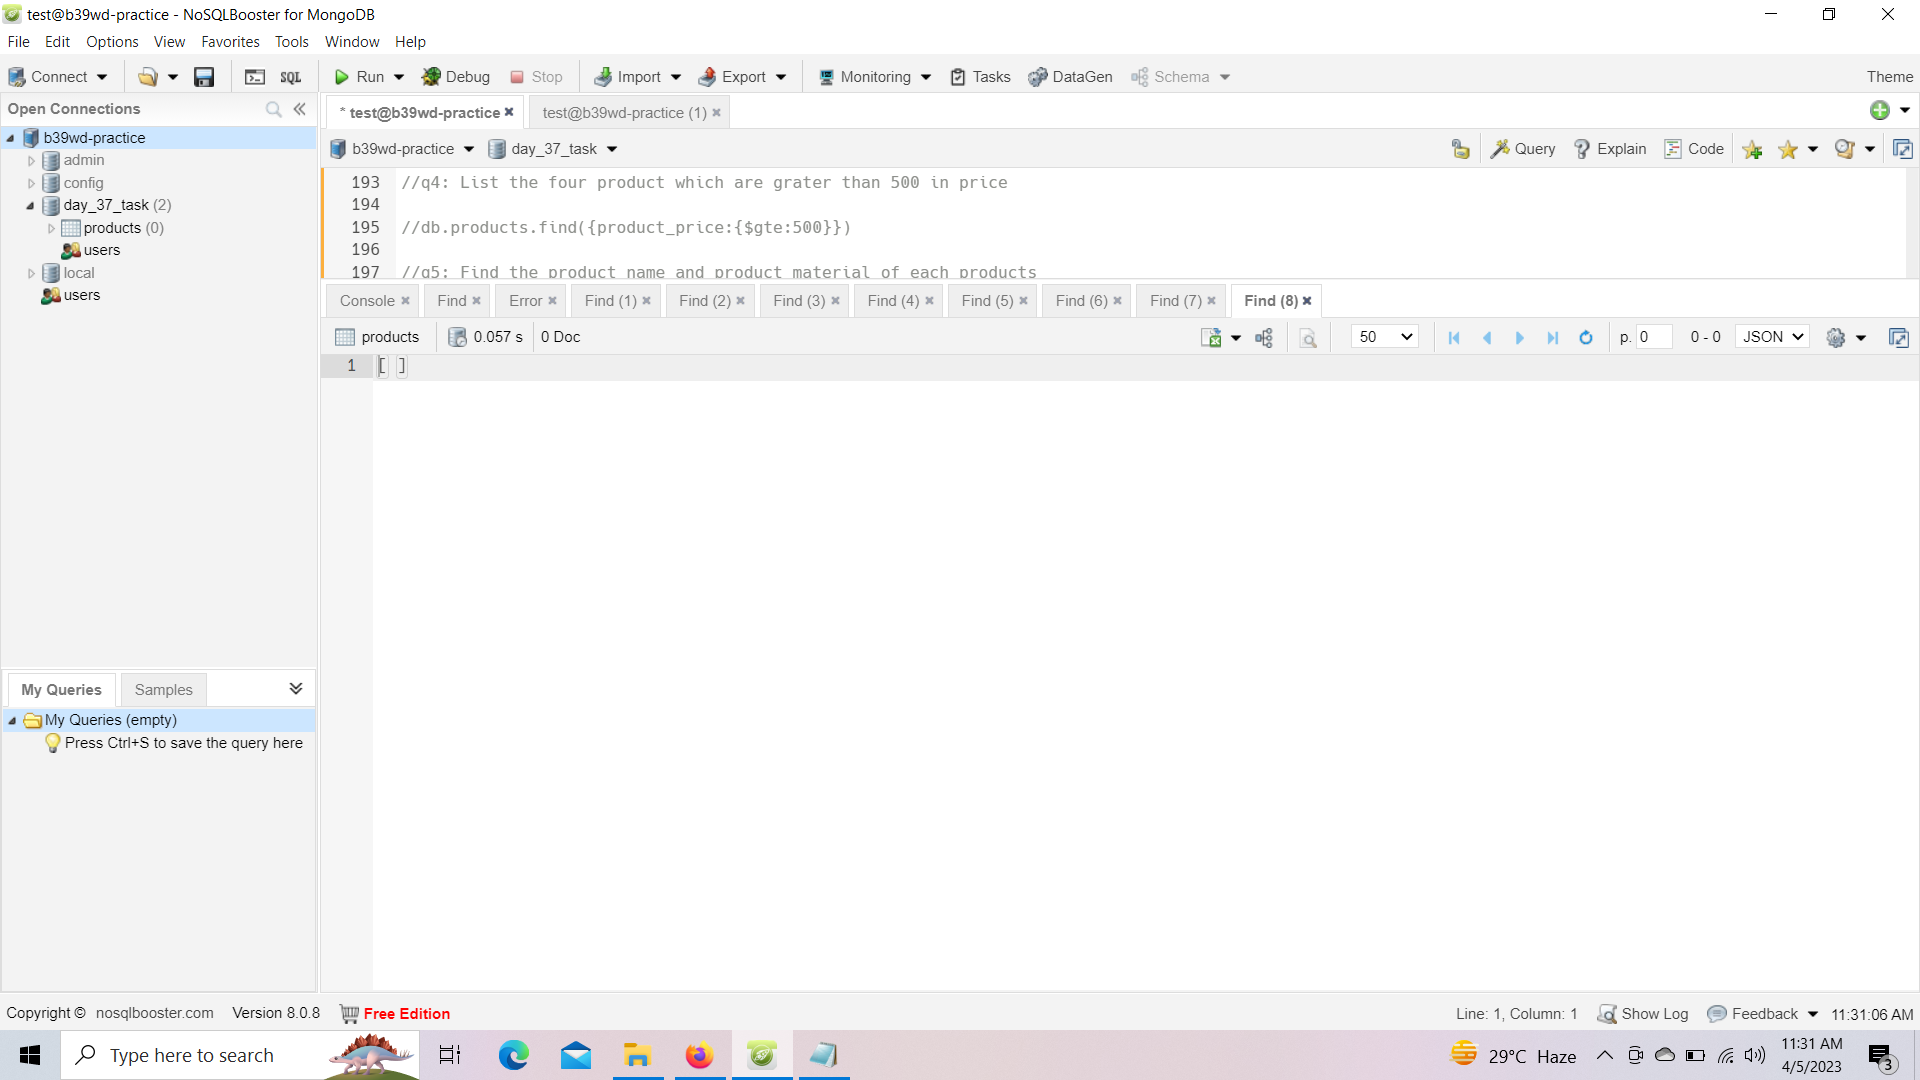 test@b39wd-practice - NoSQLBooster for MongoDB
File Edit Options View Favorites Tools Window Help
Connect SQL Run Debug Stop Import Export Monitoring Tasks DataGen Schema Theme
Open Connections
b39wd-practice
admin
config
day_37_task (2)
products (0)
users
local
users
* test@b39wd-practice test@b39wd-practice (1)
b39wd-practice day_37_task Query Explain Code
193 //q4: List the four product which are grater than 500 in price
194
195 //db.products.find({product_price:{$gte:500}})
196
197 //q5: Find the product name and product material of each products
Console Find Error Find (1) Find (2) Find (3) Find (4) Find (5) Find (6) Find (7) Find (8)
products 0.057 s 0 Doc 50 p. 0 0 - 0 JSON
1 [ ]
My Queries Samples
My Queries (empty)
Press Ctrl+S to save the query here
Copyright © nosqlbooster.com Version 8.0.8 Free Edition Line: 1, Column: 1 Show Log Feedback 11:31:06 AM
Type here to search 29°C Haze 11:31 AM
4/5/2023 3